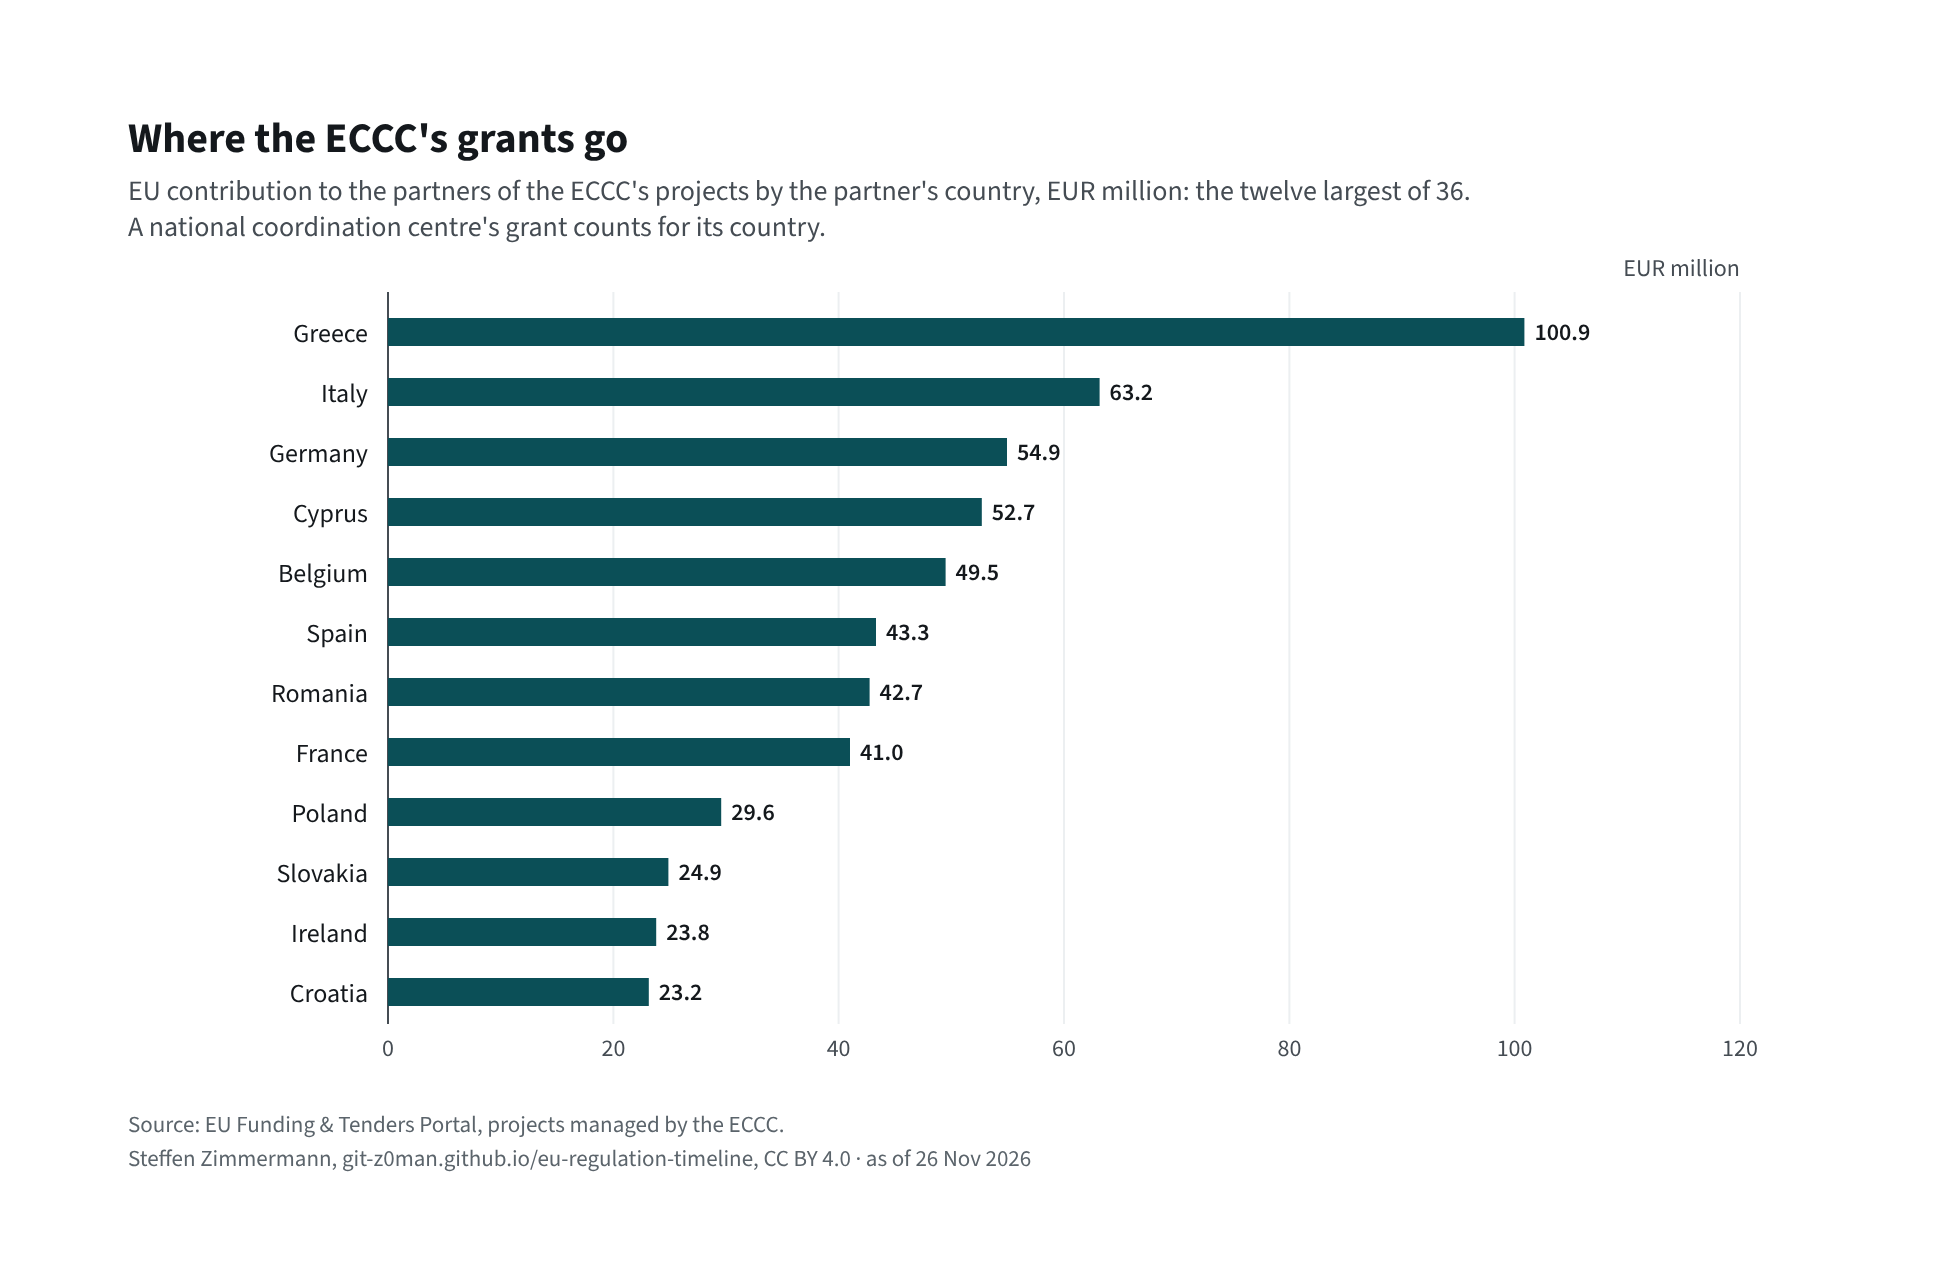 Where the ECCC's grants go
EU contribution to the partners of the ECCC's projects by the partner's country, EUR million: the twelve largest of 36.
A national coordination centre's grant counts for its country.
EUR million
Greece 100.9
Italy 63.2
Germany 54.9
Cyprus 52.7
Belgium 49.5
Spain 43.3
Romania 42.7
France 41.0
Poland 29.6
Slovakia 24.9
Ireland 23.8
Croatia 23.2
0 20 40 60 80 100 120
Source: EU Funding & Tenders Portal, projects managed by the ECCC.
Steffen Zimmermann, git-z0man.github.io/eu-regulation-timeline, CC BY 4.0 · as of 26 Nov 2026